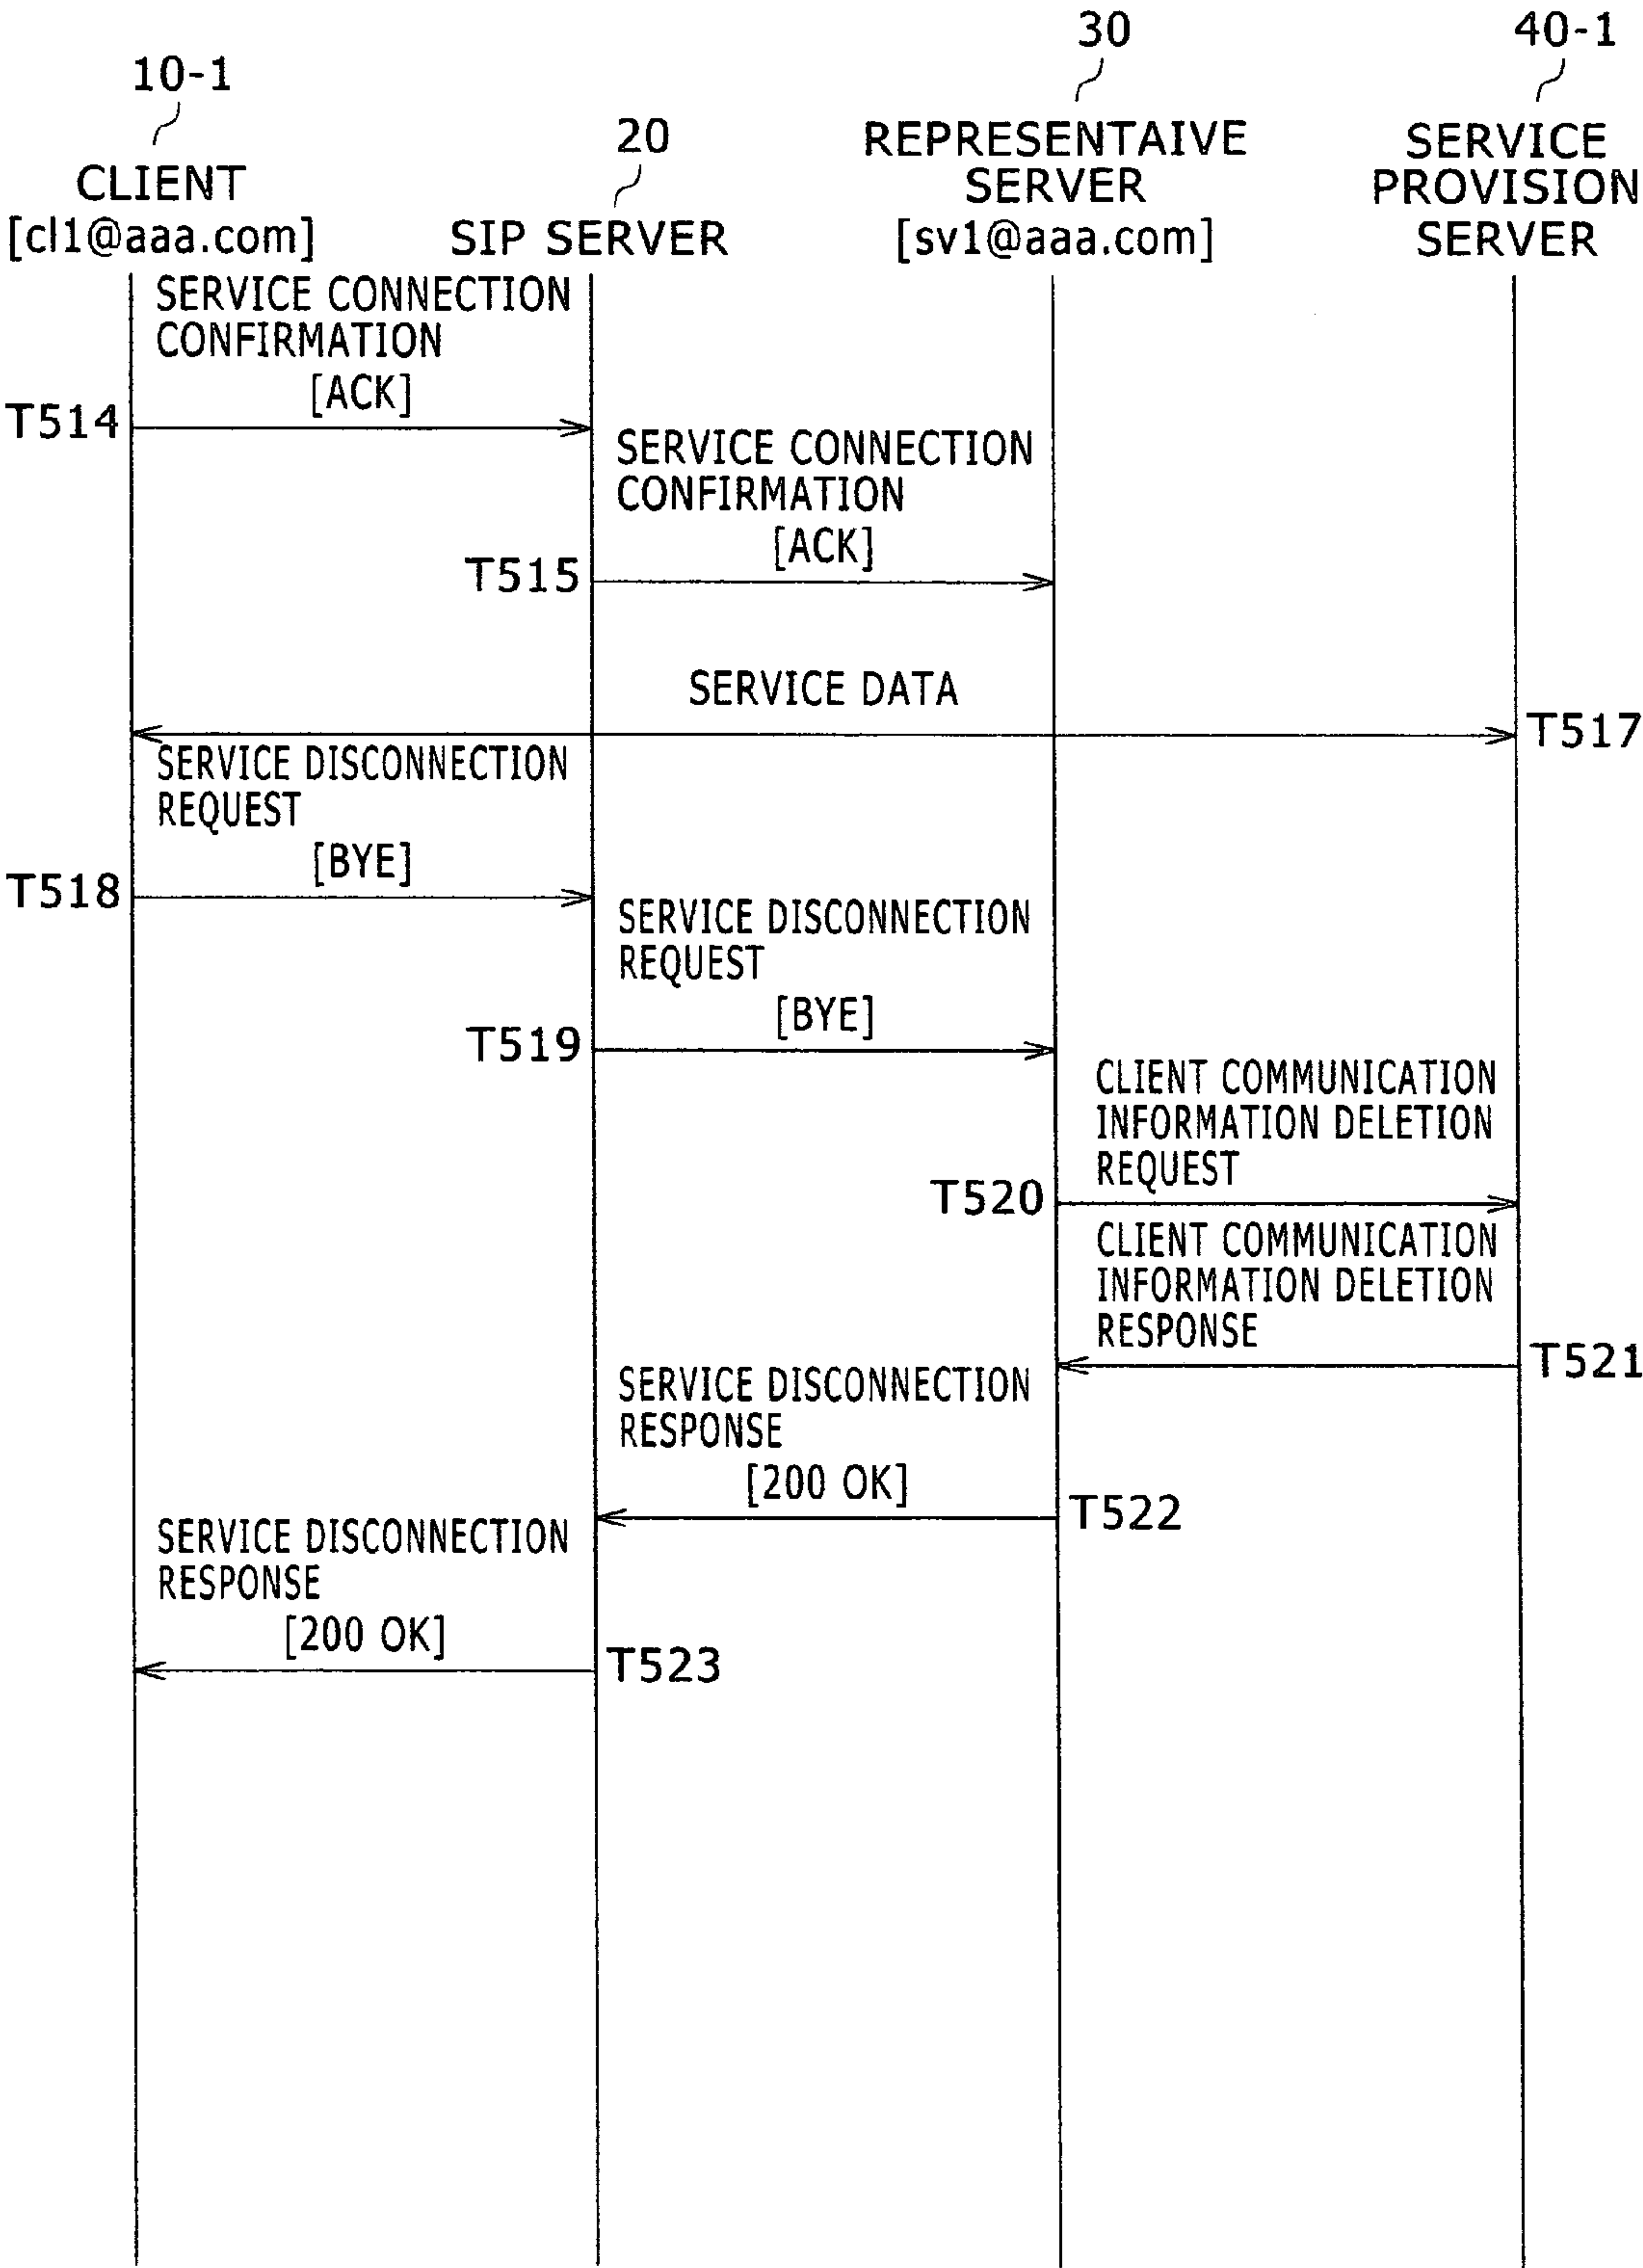 30
40-1
10-1
20
REPRESENTAIVE
SERVER
[sv1@aaa.com]
SERVICE
PROVISION
SERVER
CLIENT
[cl1@aaa.com]
SIP SERVER
SERVICE CONNECTION
CONFIRMATION
[ACK]
T514
SERVICE CONNECTION
CONFIRMATION
[ACK]
T515
SERVICE DATA
T517
SERVICE DISCONNECTION
REQUEST
[BYE]
T518
SERVICE DISCONNECTION
REQUEST
[BYE]
T519
CLIENT COMMUNICATION
INFORMATION DELETION
REQUEST
T520
CLIENT COMMUNICATION
INFORMATION DELETION
RESPONSE
T521
SERVICE DISCONNECTION
RESPONSE
[200 OK]
T522
SERVICE DISCONNECTION
RESPONSE
[200 OK]
T523